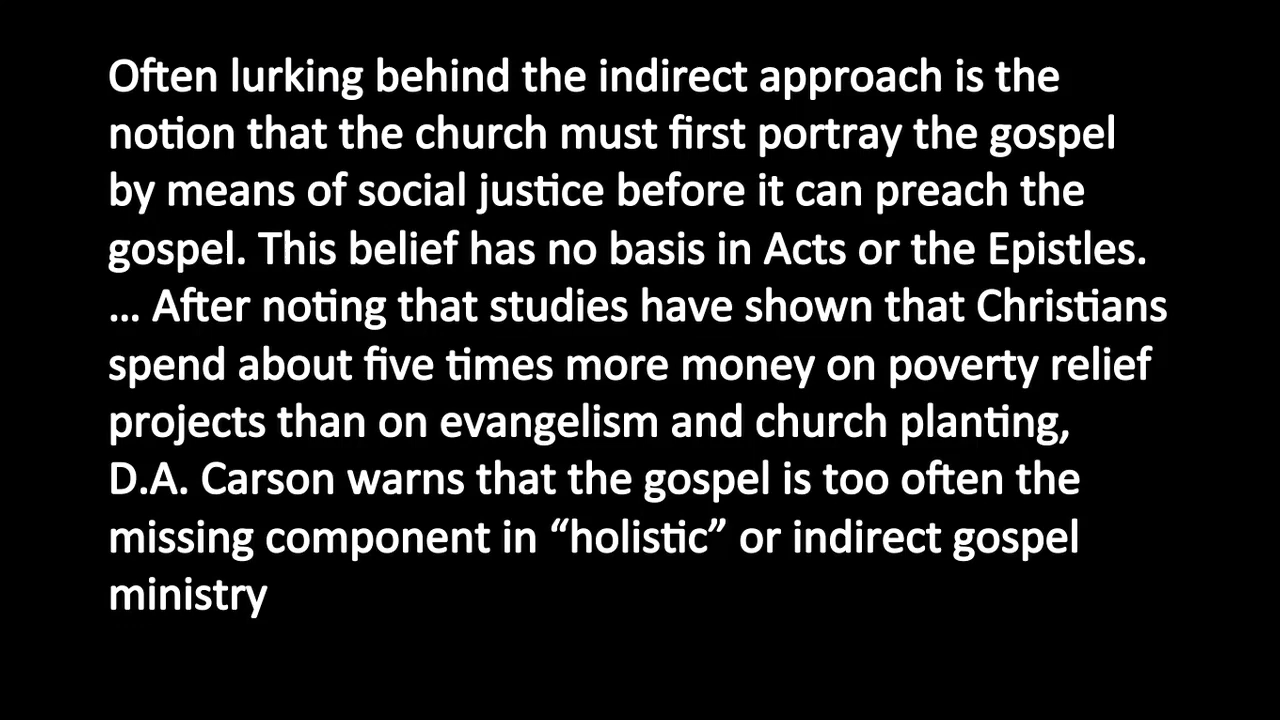 Often lurking behind the indirect approach is the
notion that the church must first portray the gospel
by means of social justice before it can preach the
gospel. This belief has no basis in Acts or the Epistles.
... After noting that studies have shown that Christians
spend about five times more money on poverty relief
projects than on evangelism and church planting,
D.A. Carson warns that the gospel is too often the
missing component in “holistic” or indirect gospel
ministry